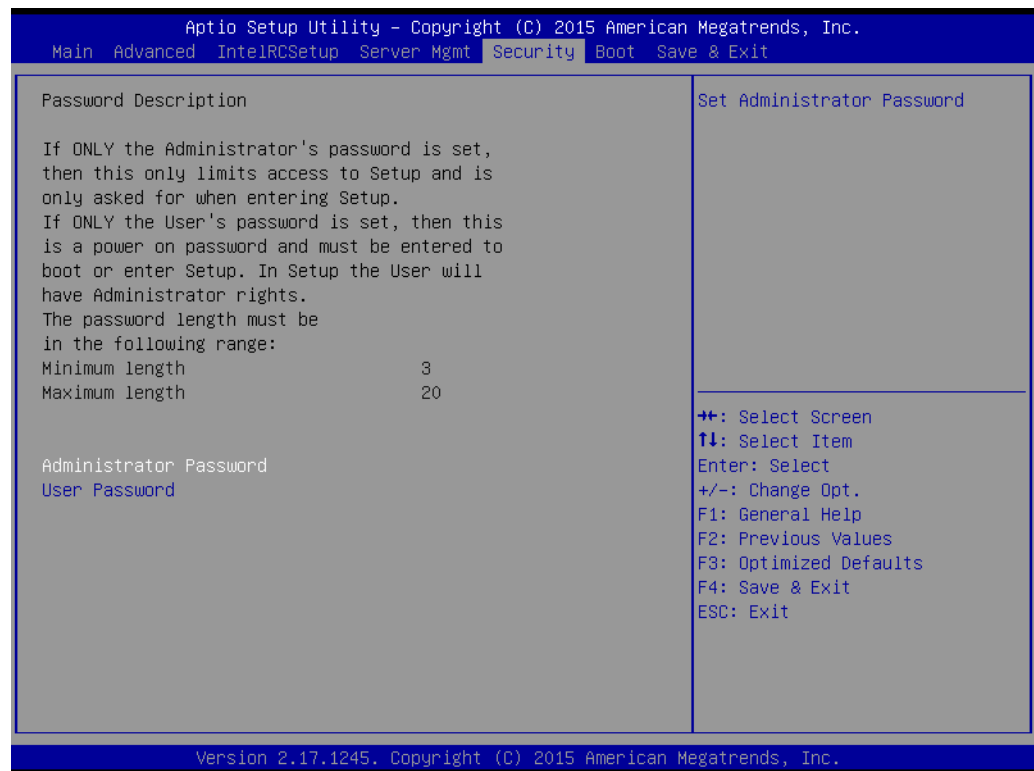 Aptio Setup Utility – Copyright (C) 2015 American Megatrends, Inc.
Main Advanced IntelRCSetup Server Mgmt Security Boot Save & Exit
Password Description
If ONLY the Administrator's password is set,
then this only limits access to Setup and is
only asked for when entering Setup.
If ONLY the User's password is set, then this
is a power on password and must be entered to
boot or enter Setup. In Setup the User will
have Administrator rights.
The password length must be
in the following range:
Minimum length 3
Maximum length 20
Administrator Password
User Password
Set Administrator Password
→←: Select Screen
↑↓: Select Item
Enter: Select
+/-: Change Opt.
F1: General Help
F2: Previous Values
F3: Optimized Defaults
F4: Save & Exit
ESC: Exit
Version 2.17.1245. Copyright (C) 2015 American Megatrends, Inc.